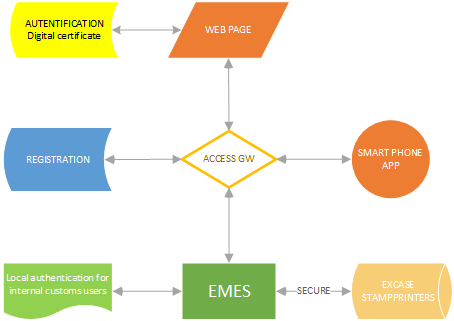 AUTENTIFICATION
Digital certificate
WEB PAGE
REGISTRATION
ACCESS GW
SMART PHONE
APP
Local authentication for
internal customs users
EMES
SECURE
EXCASE
STAMPRINTERS